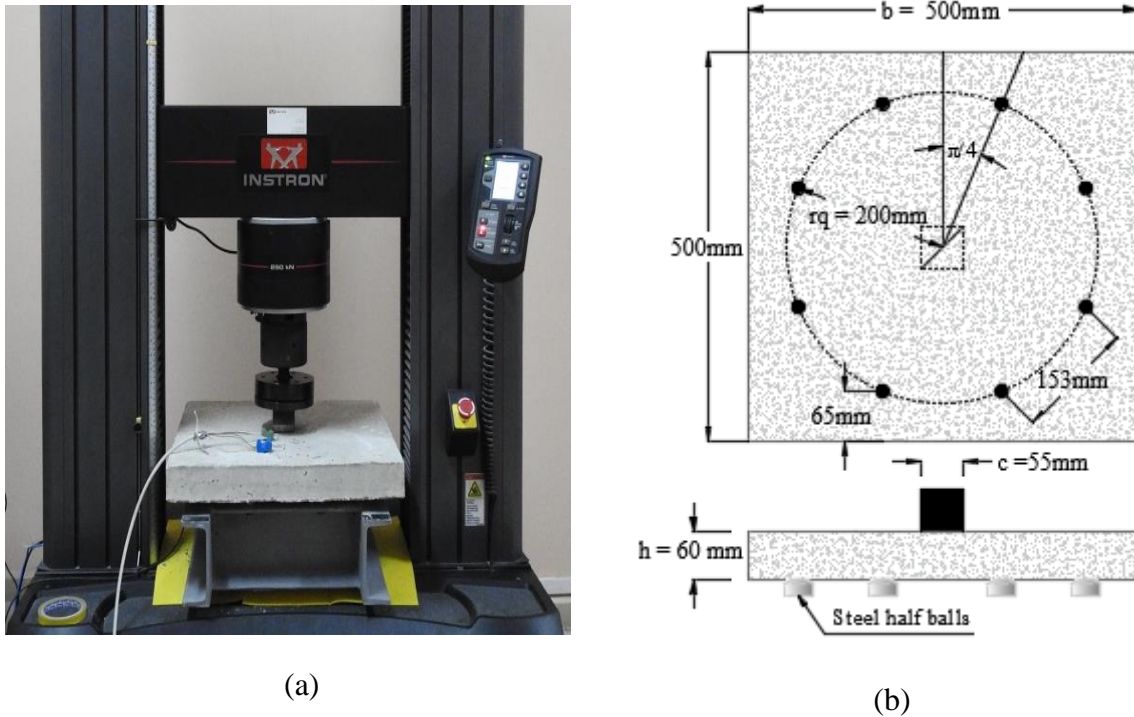 INSTRON®
250 kN
(a)
b = 500mm
500mm
π/4
rq = 200mm
153mm
65mm
c =55mm
h = 60 mm
Steel half balls
(b)